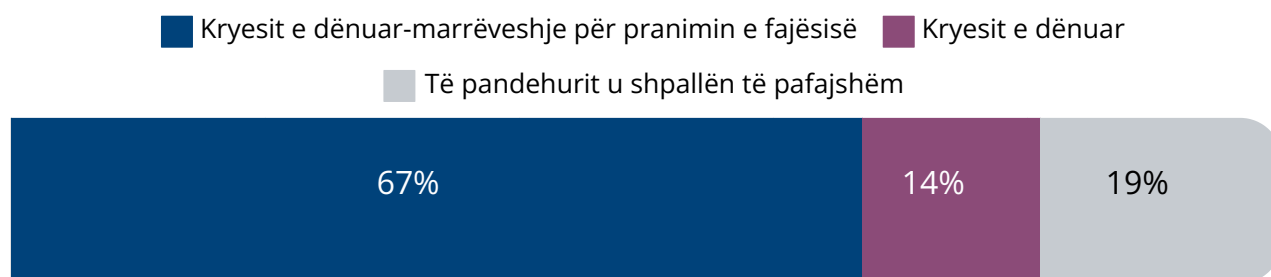 Kryesit e dënuar-marrëveshje për pranimin e fajësisë Kryesit e dënuar
Të pandehurit u shpallën të pafajshëm
67% 14% 19%